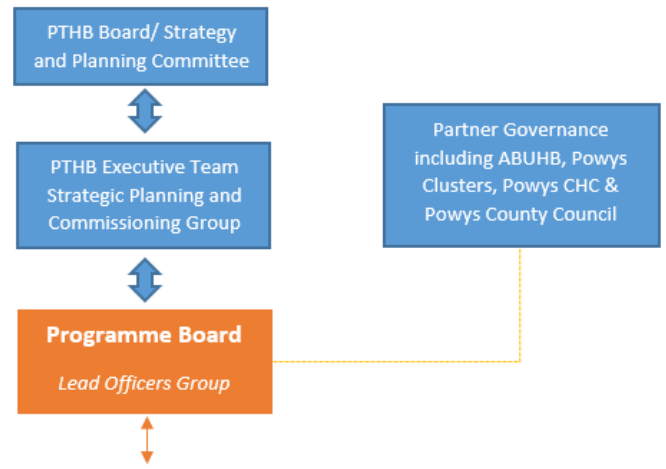 PTHB Board/ Strategy
and Planning Committee
PTHB Executive Team
Strategic Planning and
Commissioning Group
Partner Governance
including ABUHB, Powys
Clusters, Powys CHC &
Powys County Council
Programme Board
Lead Officers Group